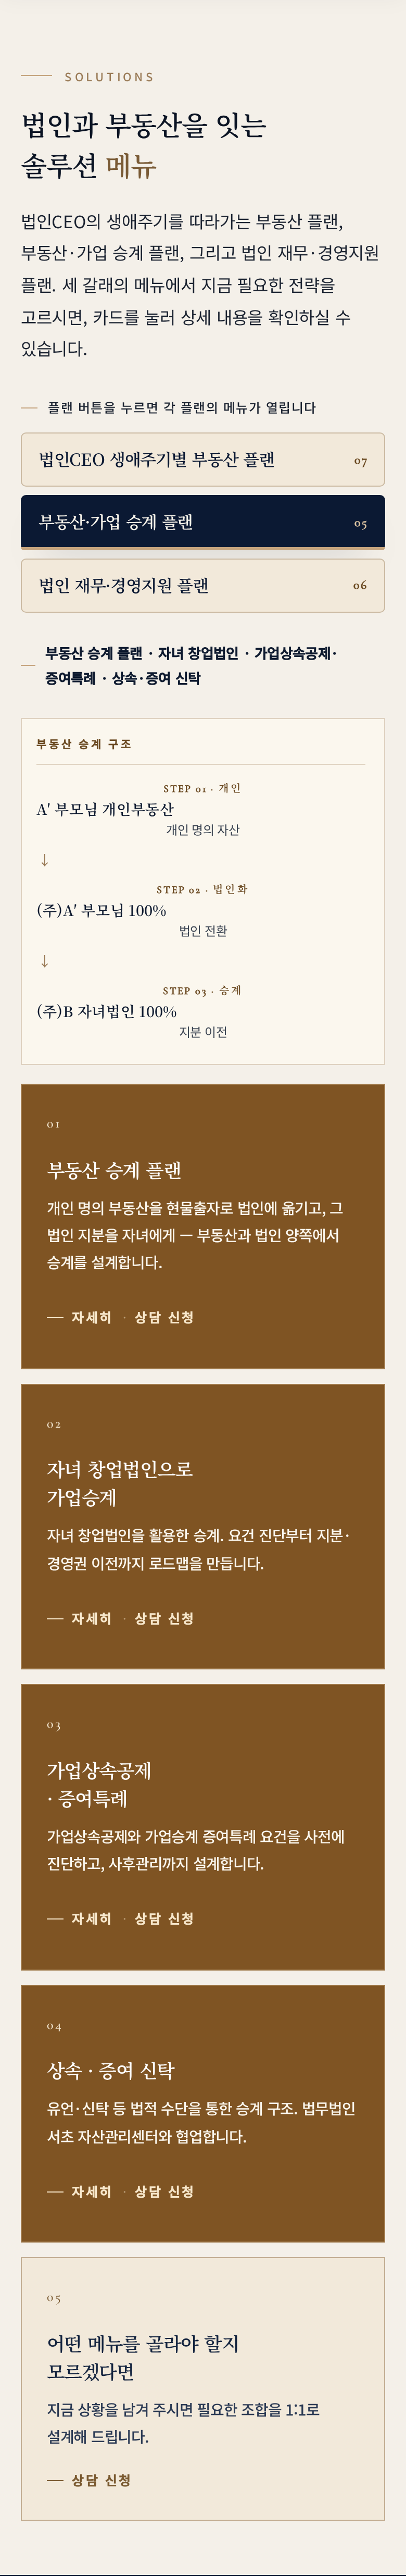 SOLUTIONS
법인과 부동산을 잇는
솔루션 메뉴
법인CEO의 생애주기를 따라가는 부동산 플랜,
부동산·가업 승계 플랜, 그리고 법인 재무·경영지원
플랜. 세 갈래의 메뉴에서 지금 필요한 전략을
고르시면, 카드를 눌러 상세 내용을 확인하실 수
있습니다.
플랜 버튼을 누르면 각 플랜의 메뉴가 열립니다
법인CEO 생애주기별 부동산 플랜 07
부동산·가업 승계 플랜 05
법인 재무·경영지원 플랜 06
부동산 승계 플랜 · 자녀 창업법인 · 가업상속공제·
증여특례 · 상속·증여 신탁
부동산 승계 구조
STEP 01 · 개인
A′ 부모님 개인부동산
개인 명의 자산
↓
STEP 02 · 법인화
(주)A′ 부모님 100%
법인 전환
↓
STEP 03 · 승계
(주)B 자녀법인 100%
지분 이전
01
부동산 승계 플랜
개인 명의 부동산을 현물출자로 법인에 옮기고, 그
법인 지분을 자녀에게 — 부동산과 법인 양쪽에서
승계를 설계합니다.
— 자세히 · 상담 신청
02
자녀 창업법인으로
가업승계
자녀 창업법인을 활용한 승계. 요건 진단부터 지분·
경영권 이전까지 로드맵을 만듭니다.
— 자세히 · 상담 신청
03
가업상속공제
· 증여특례
가업상속공제와 가업승계 증여특례 요건을 사전에
진단하고, 사후관리까지 설계합니다.
— 자세히 · 상담 신청
04
상속 · 증여 신탁
유언·신탁 등 법적 수단을 통한 승계 구조. 법무법인
서초 자산관리센터와 협업합니다.
— 자세히 · 상담 신청
05
어떤 메뉴를 골라야 할지
모르겠다면
지금 상황을 남겨 주시면 필요한 조합을 1:1로
설계해 드립니다.
— 상담 신청